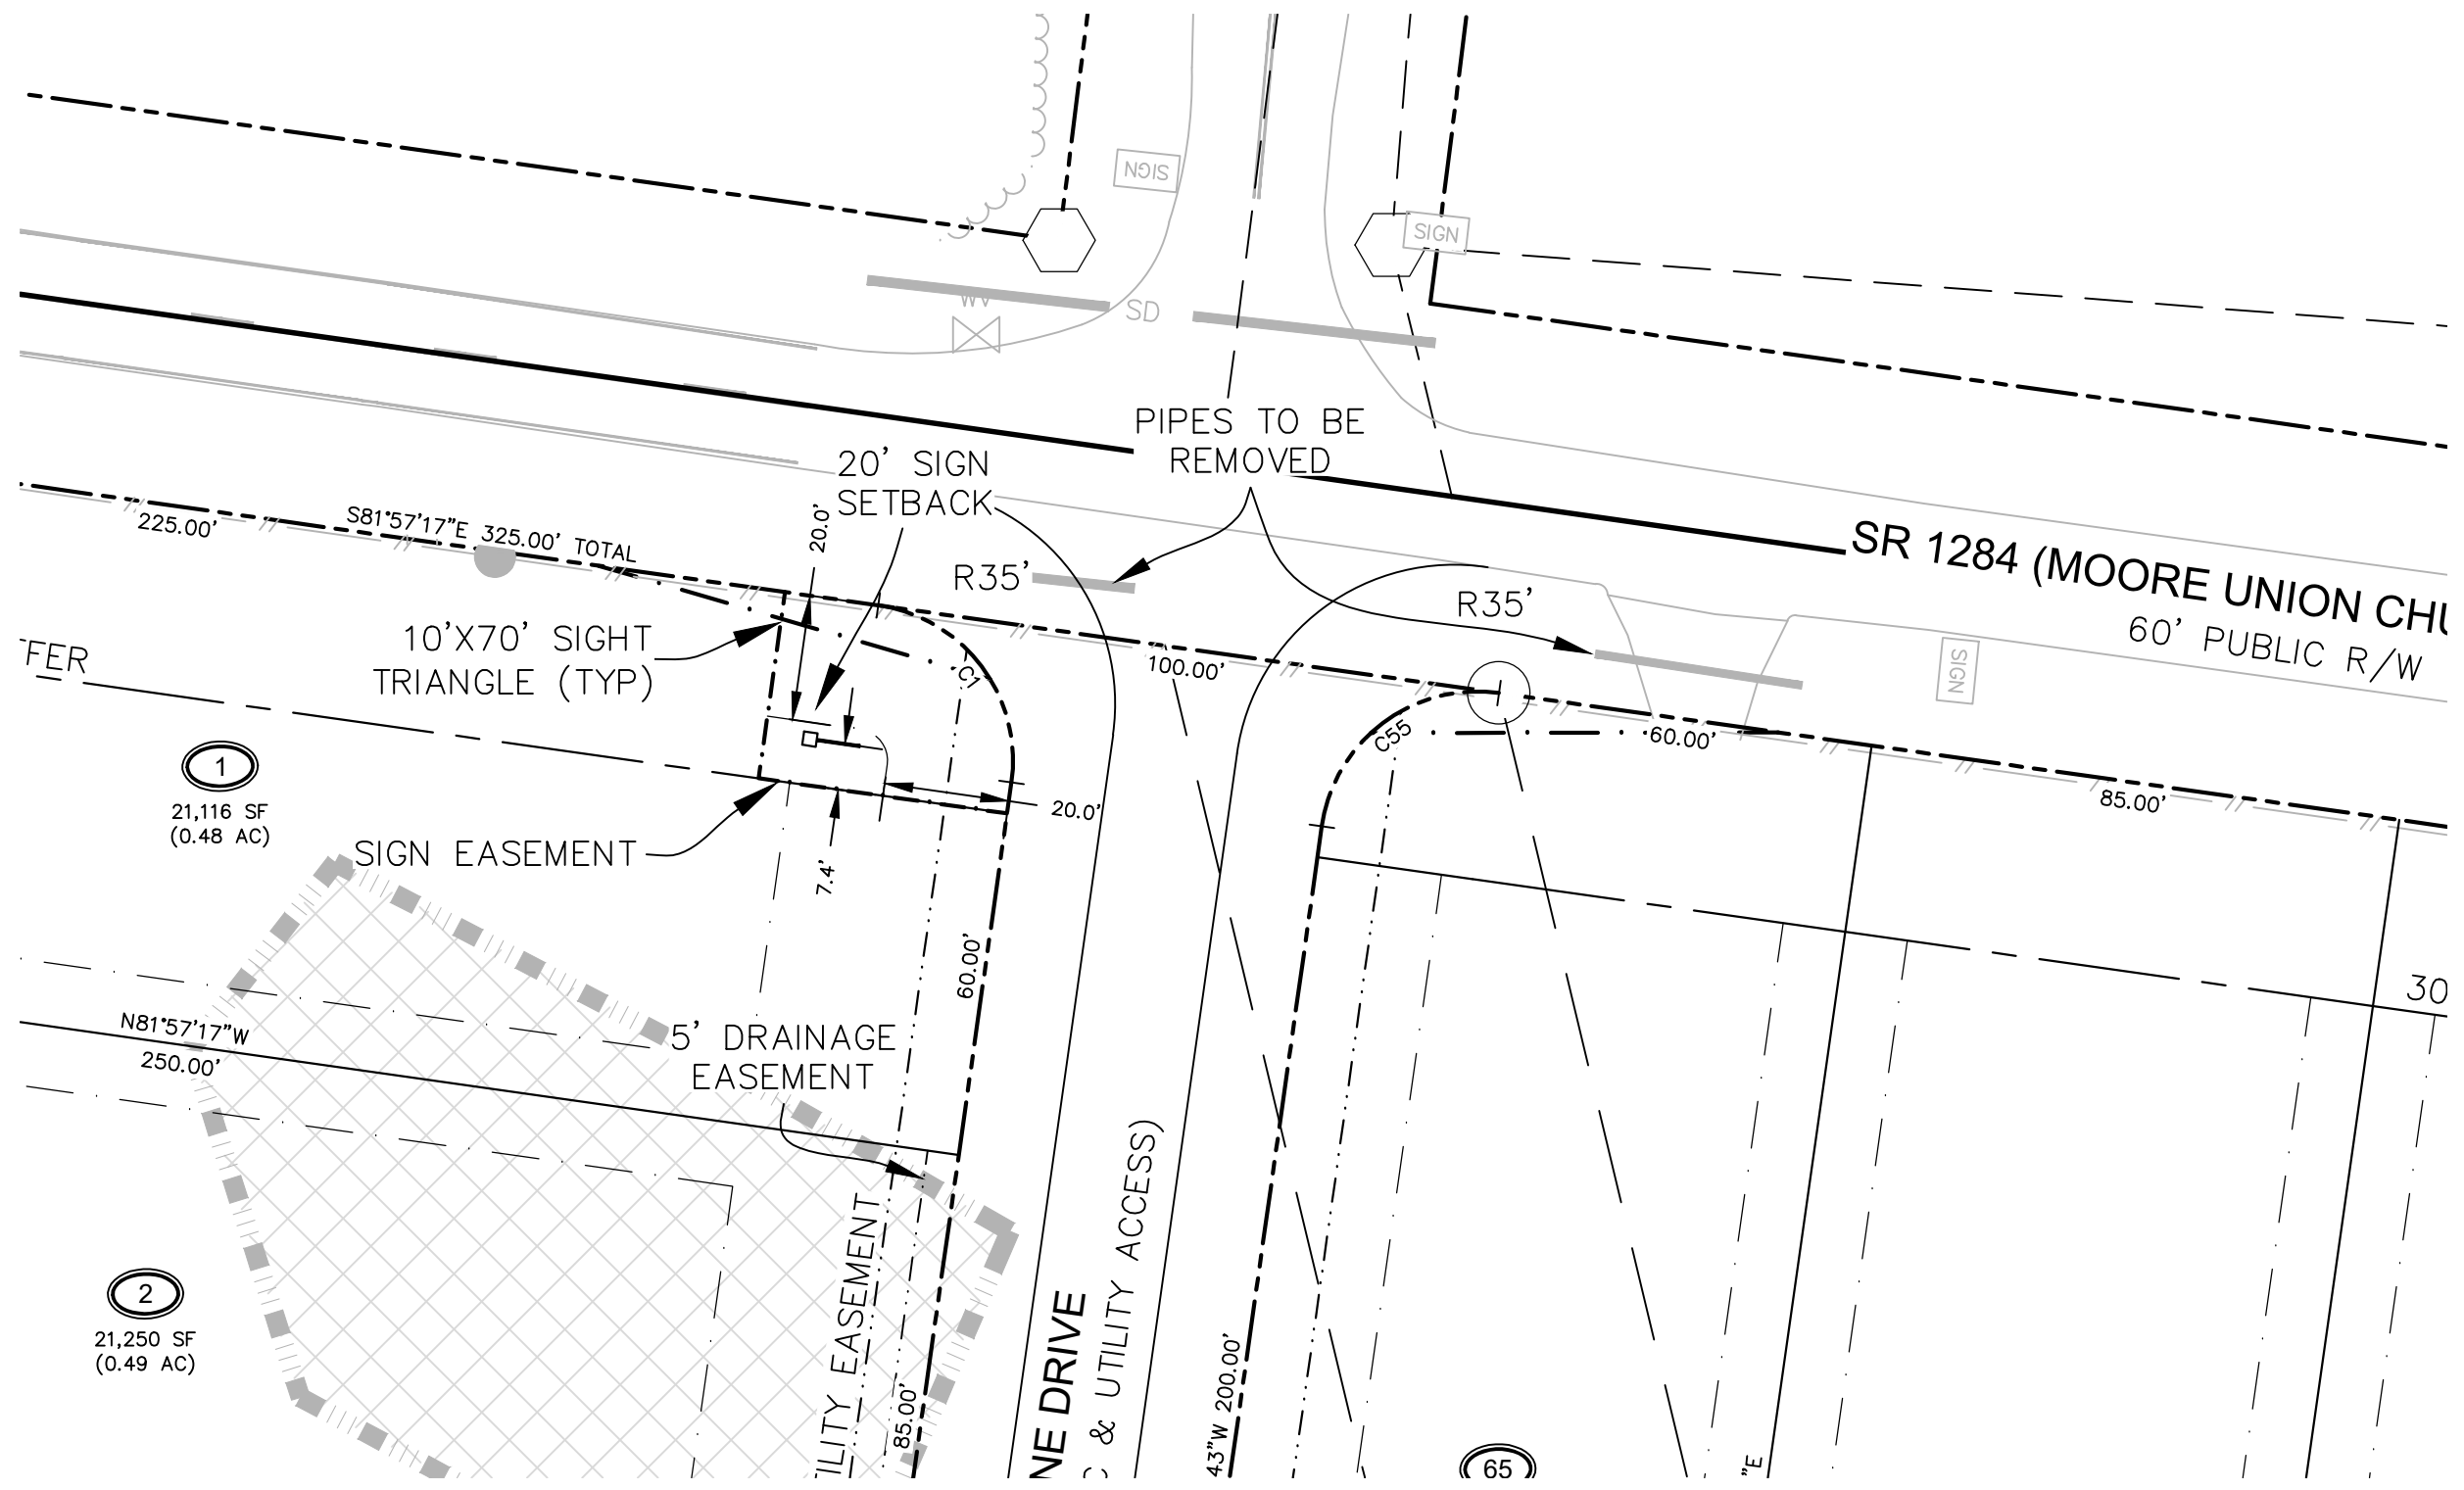 SIGN
SIGN
WV
SD
PIPES TO BE
REMOVED
20' SIGN
SETBACK
S81°57'17"E 325.00' TOTAL
225.00'
20.0'
R35'
R35'
SR 1284 (MOORE UNION CHU
60' PUBLIC R/W
10'X70' SIGHT
TRIANGLE (TYP)
FER
C7
100.00'
SIGN
C55
60.00'
85.00'
1
21,116 SF
(0.48 AC)
20.0'
SIGN EASEMENT
7.4'
60.00'
30
N81°57'17"W
250.00'
5' DRAINAGE
EASEMENT
2
21,250 SF
(0.49 AC)
ILITY EASEMENT
85.00'
NE DRIVE
C & UTILITY ACCESS)
43"W 200.00'
65
"E